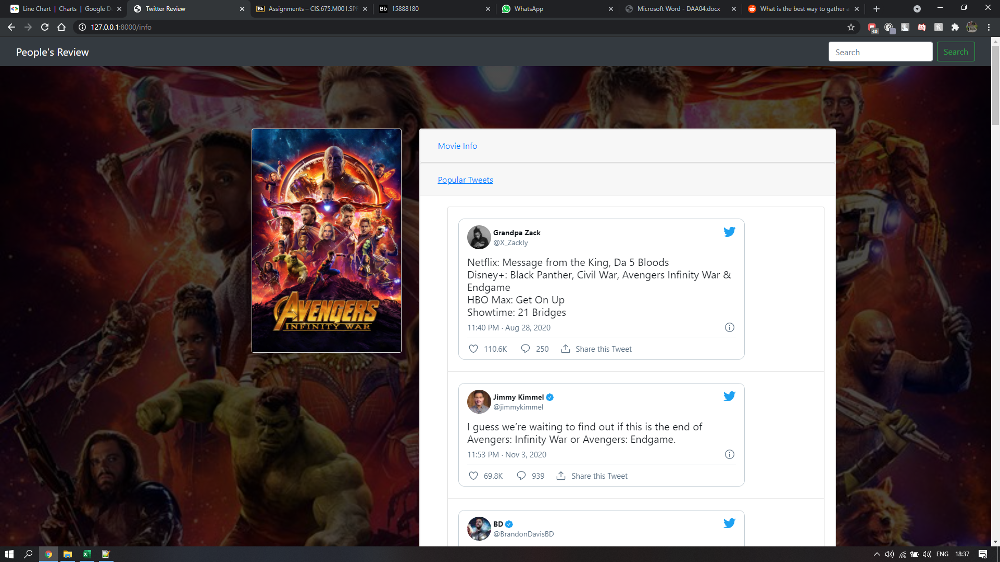 Line Chart | Charts | Google De
Twitter Review
Bb Assignments – CIS.675.M001.SPR
Bb 15888180
WhatsApp
Microsoft Word - DAA04.docx
What is the best way to gather a
127.0.0.1:8000/info
30
People's Review
Search
Search
AVENGERS
INFINITY WAR
Movie Info
Popular Tweets
Grandpa Zack
@X_Zackly
Netflix: Message from the King, Da 5 Bloods
Disney+: Black Panther, Civil War, Avengers Infinity War &
Endgame
HBO Max: Get On Up
Showtime: 21 Bridges
11:40 PM · Aug 28, 2020
110.6K 250 Share this Tweet
Jimmy Kimmel
@jimmykimmel
I guess we’re waiting to find out if this is the end of
Avengers: Infinity War or Avengers: Endgame.
11:53 PM · Nov 3, 2020
69.8K 939 Share this Tweet
BD
@BrandonDavisBD
ENG 18:37